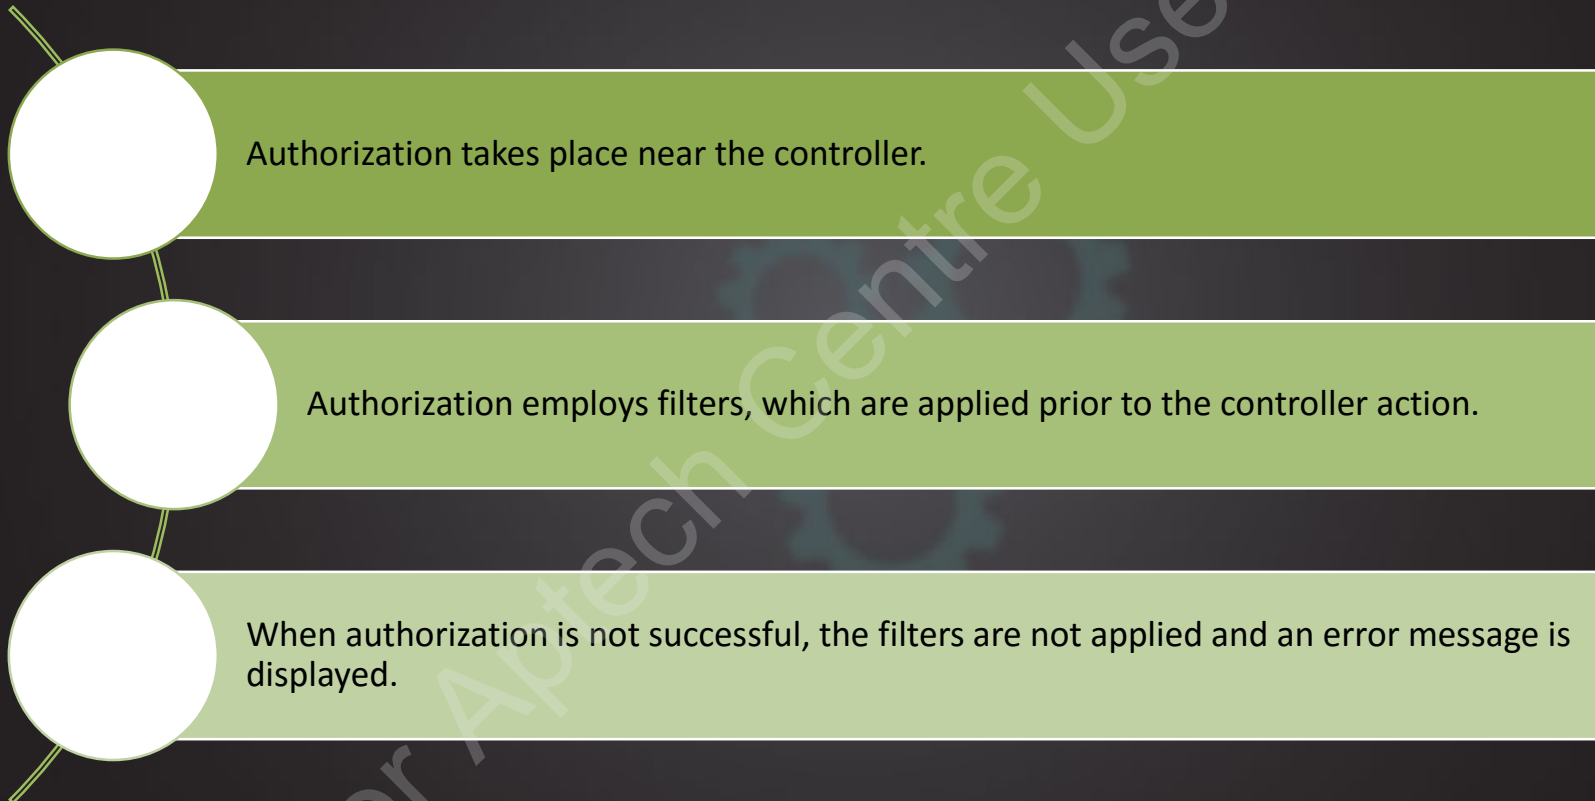 Authorization takes place near the controller.
Authorization employs filters, which are applied prior to the controller action.
When authorization is not successful, the filters are not applied and an error message is
displayed.
Aptech Centre Use